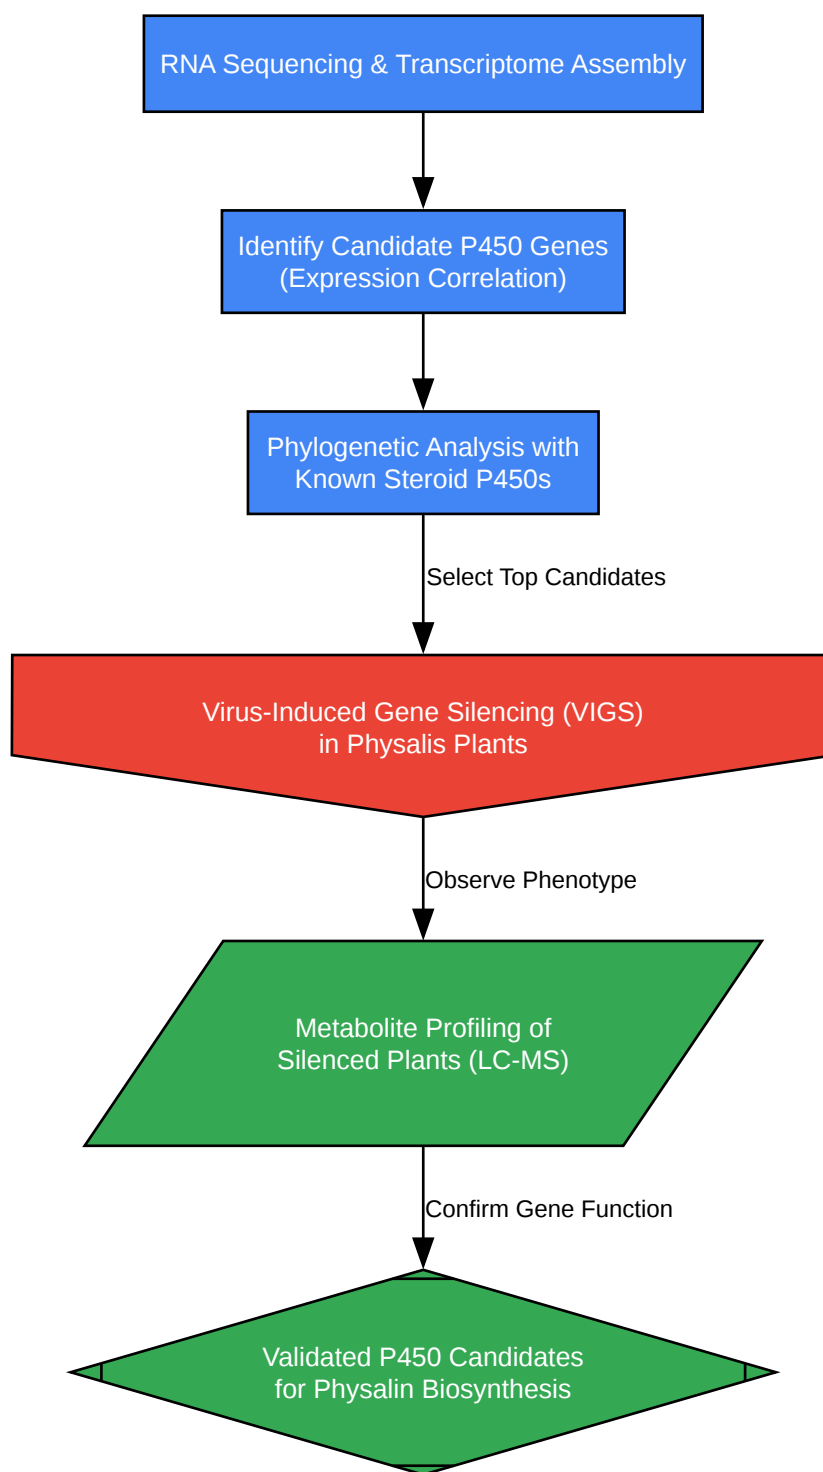 RNA Sequencing & Transcriptome Assembly
Identify Candidate P450 Genes
(Expression Correlation)
Phylogenetic Analysis with
Known Steroid P450s
Select Top Candidates
Virus-Induced Gene Silencing (VIGS)
in Physalis Plants
Observe Phenotype
Metabolite Profiling of
Silenced Plants (LC-MS)
Confirm Gene Function
Validated P450 Candidates
for Physalin Biosynthesis